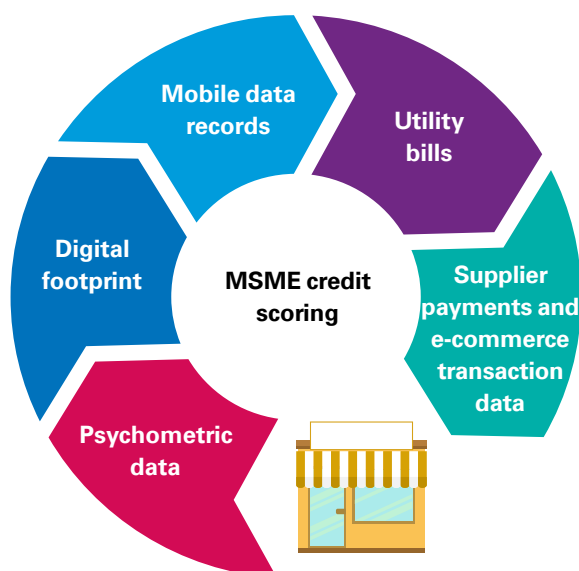 Mobile data
records
Utility
bills
Digital
footprint
MSME credit
scoring
Supplier
payments and
e-commerce
transaction
data
Psychometric
data